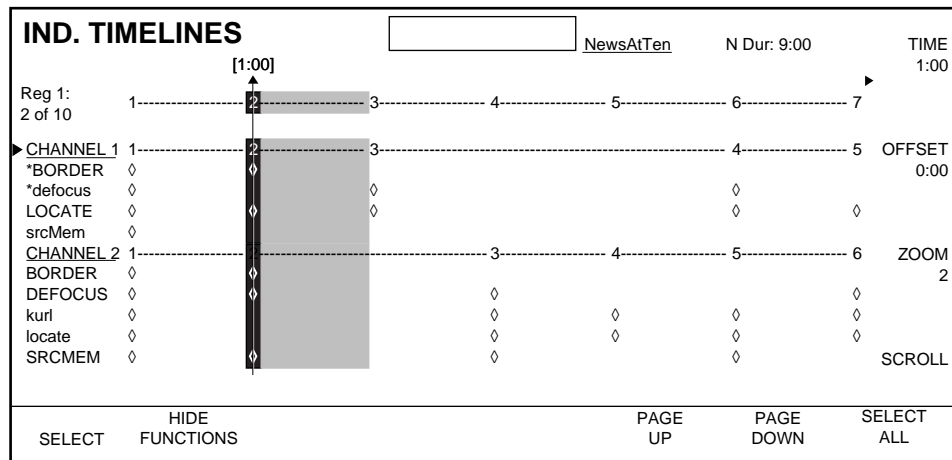 IND. TIMELINES
NewsAtTen N Dur: 9:00 TIME
[1:00] 1:00
Reg 1:
2 of 10
1 2 3 4 5 6 7
CHANNEL 1 1 2 3 4 5 OFFSET
*BORDER 0:00
*defocus
LOCATE
srcMem
CHANNEL 2 1 2 3 4 5 6 ZOOM
BORDER 2
DEFOCUS
kurl
locate
SRCMEM SCROLL
SELECT
HIDE
FUNCTIONS
PAGE
UP
PAGE
DOWN
SELECT
ALL